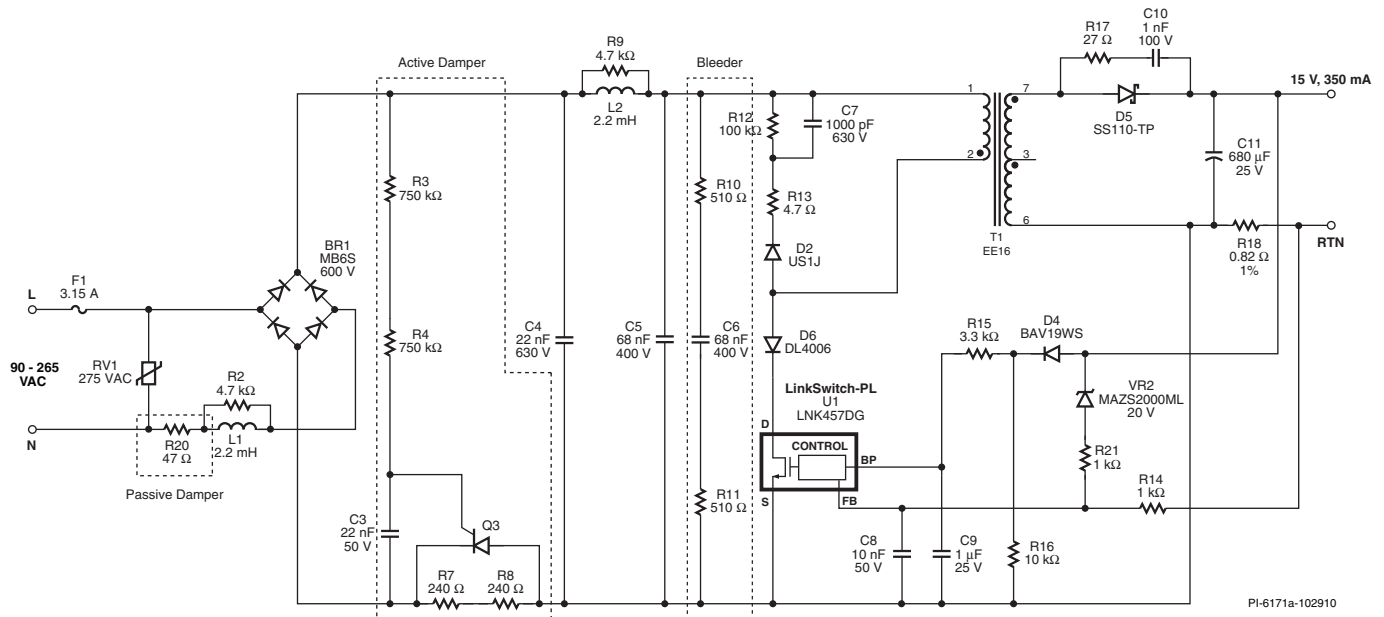 Active Damper
R9
4.7 kΩ
L2
2.2 mH
Bleeder
R17
27 Ω
C10
1 nF
100 V
15 V, 350 mA
D5
SS110-TP
1
2
7
3
6
T1
EE16
R12
100 kΩ
C7
1000 pF
630 V
C11
680 μF
25 V
R3
750 kΩ
R10
510 Ω
R13
4.7 Ω
D2
US1J
R18
0.82 Ω
1%
RTN
BR1
MB6S
600 V
F1
3.15 A
L
R4
750 kΩ
C4
22 nF
630 V
C5
68 nF
400 V
C6
68 nF
400 V
D6
DL4006
R15
3.3 kΩ
D4
BAV19WS
90 - 265
VAC
RV1
275 VAC
R2
4.7 kΩ
L1
2.2 mH
R20
47 Ω
N
Passive Damper
LinkSwitch-PL
U1
LNK457DG
D
CONTROL
BP
S
FB
VR2
MAZS2000ML
20 V
R21
1 kΩ
R14
1 kΩ
C3
22 nF
50 V
Q3
R7
240 Ω
R8
240 Ω
R11
510 Ω
C8
10 nF
50 V
C9
1 μF
25 V
R16
10 kΩ
PI-6171a-102910